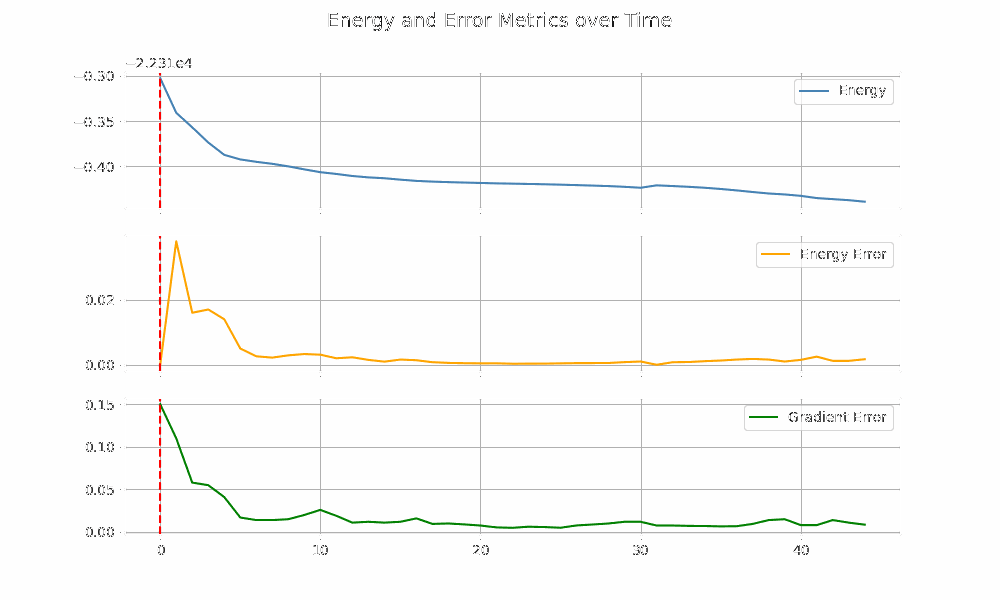 Energy and Error Metrics over Time
−2.231e4
−0.30
−0.35
−0.40
Energy
0.02
0.00
Energy Error
0.15
0.10
0.05
0.00
Gradient Error
0 10 20 30 40